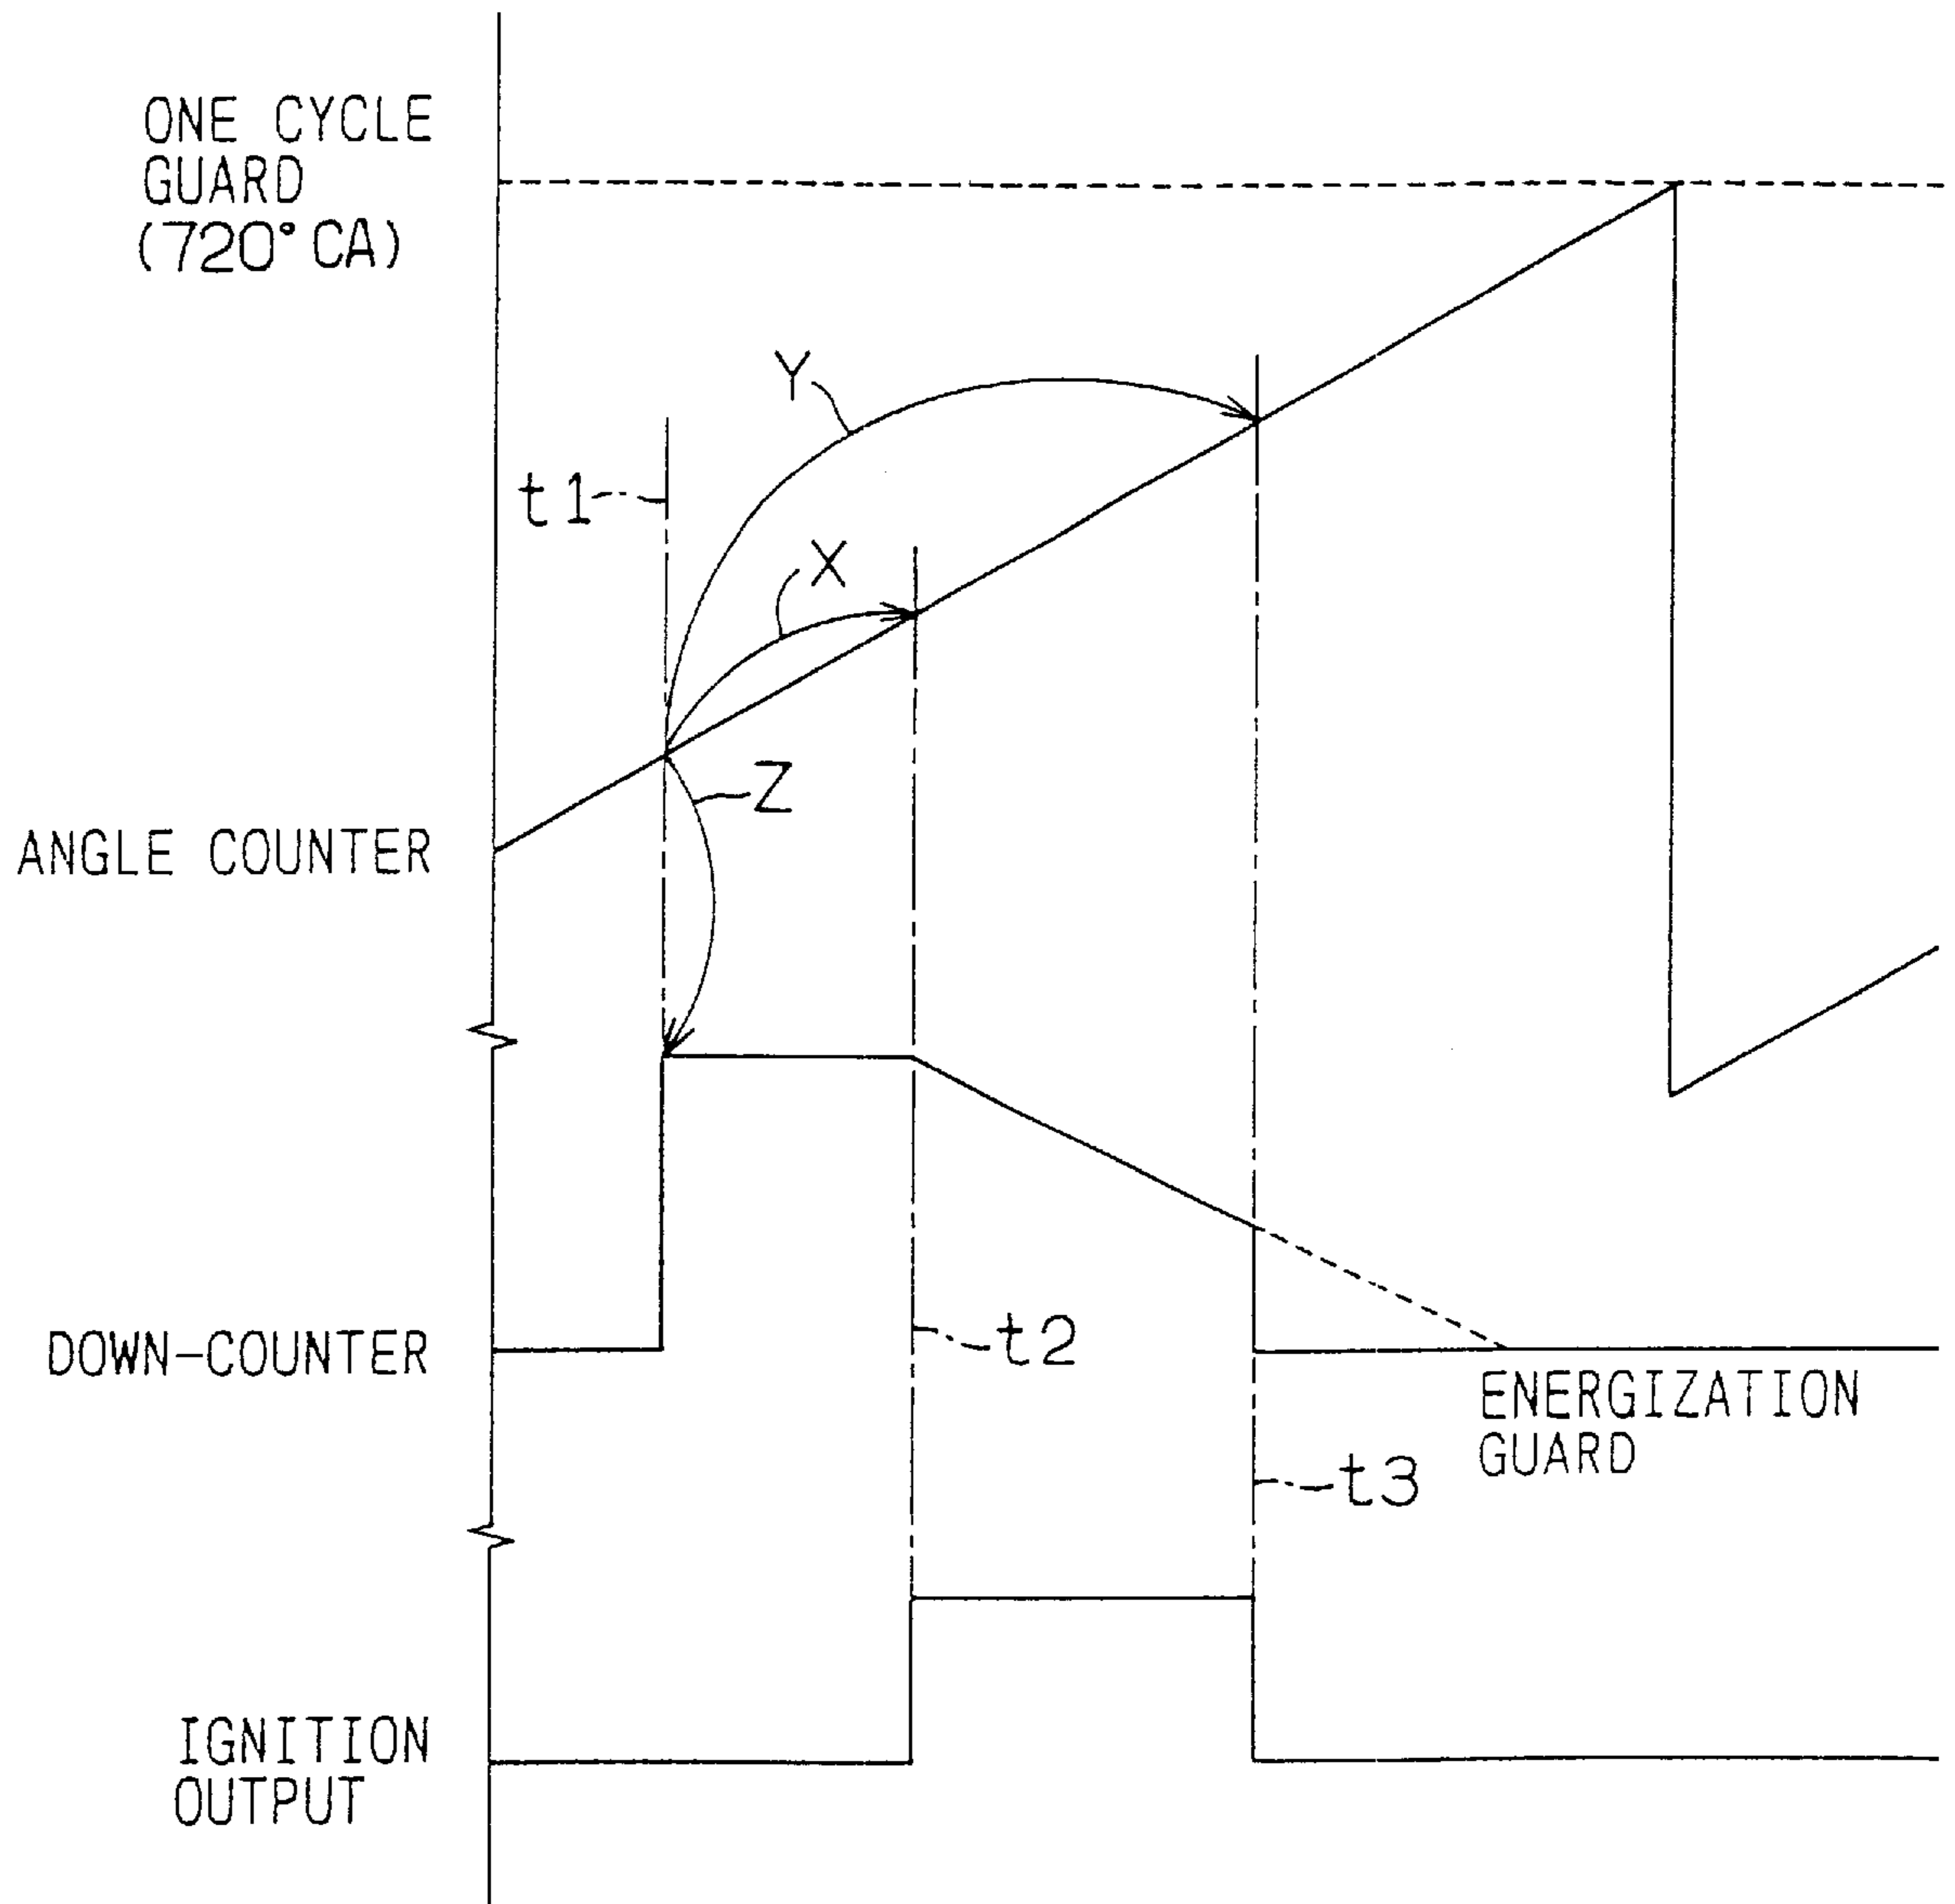 ONE CYCLE
GUARD
(720° CA)
Y
t1
X
Z
ANGLE COUNTER
t2
DOWN-COUNTER
ENERGIZATION
GUARD
t3
IGNITION
OUTPUT